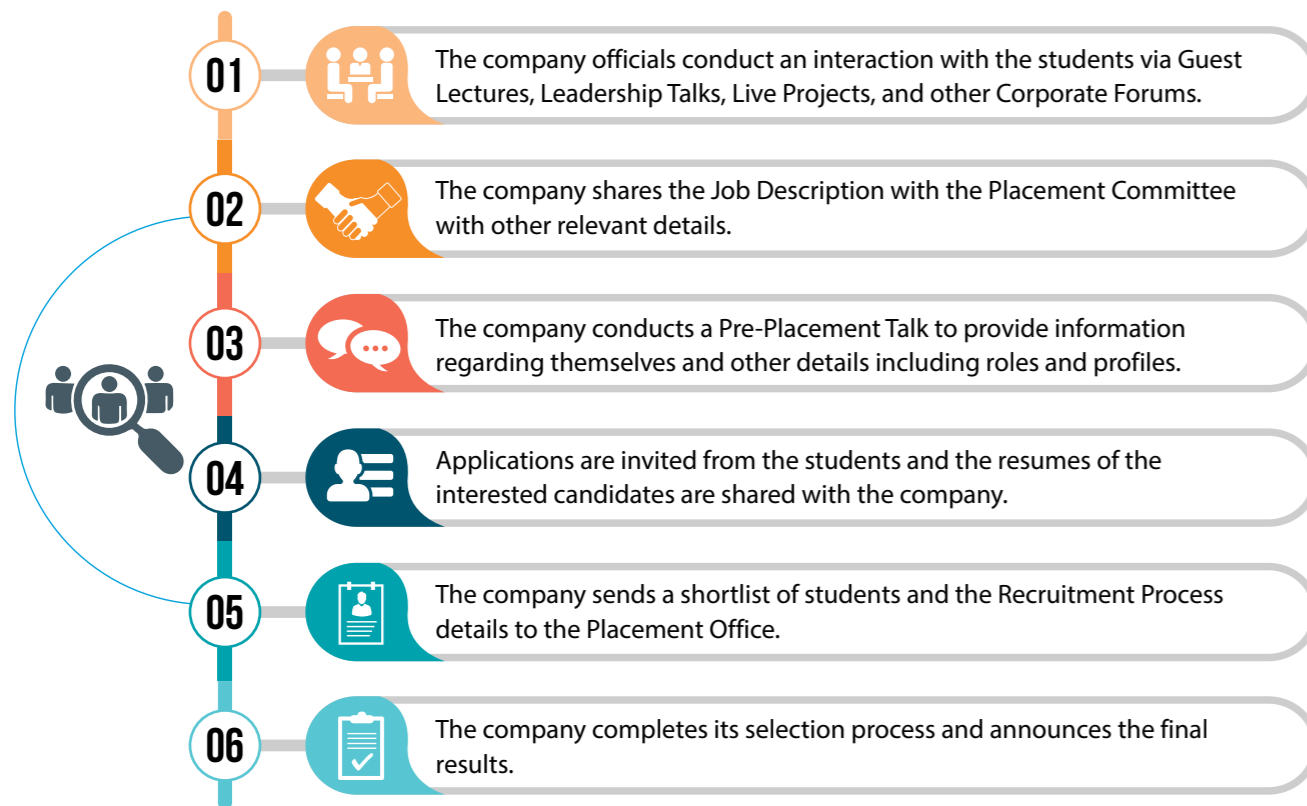 01
The company officials conduct an interaction with the students via Guest
Lectures, Leadership Talks, Live Projects, and other Corporate Forums.
02
The company shares the Job Description with the Placement Committee
with other relevant details.
03
The company conducts a Pre-Placement Talk to provide information
regarding themselves and other details including roles and profiles.
04
Applications are invited from the students and the resumes of the
interested candidates are shared with the company.
05
The company sends a shortlist of students and the Recruitment Process
details to the Placement Office.
06
The company completes its selection process and announces the final
results.